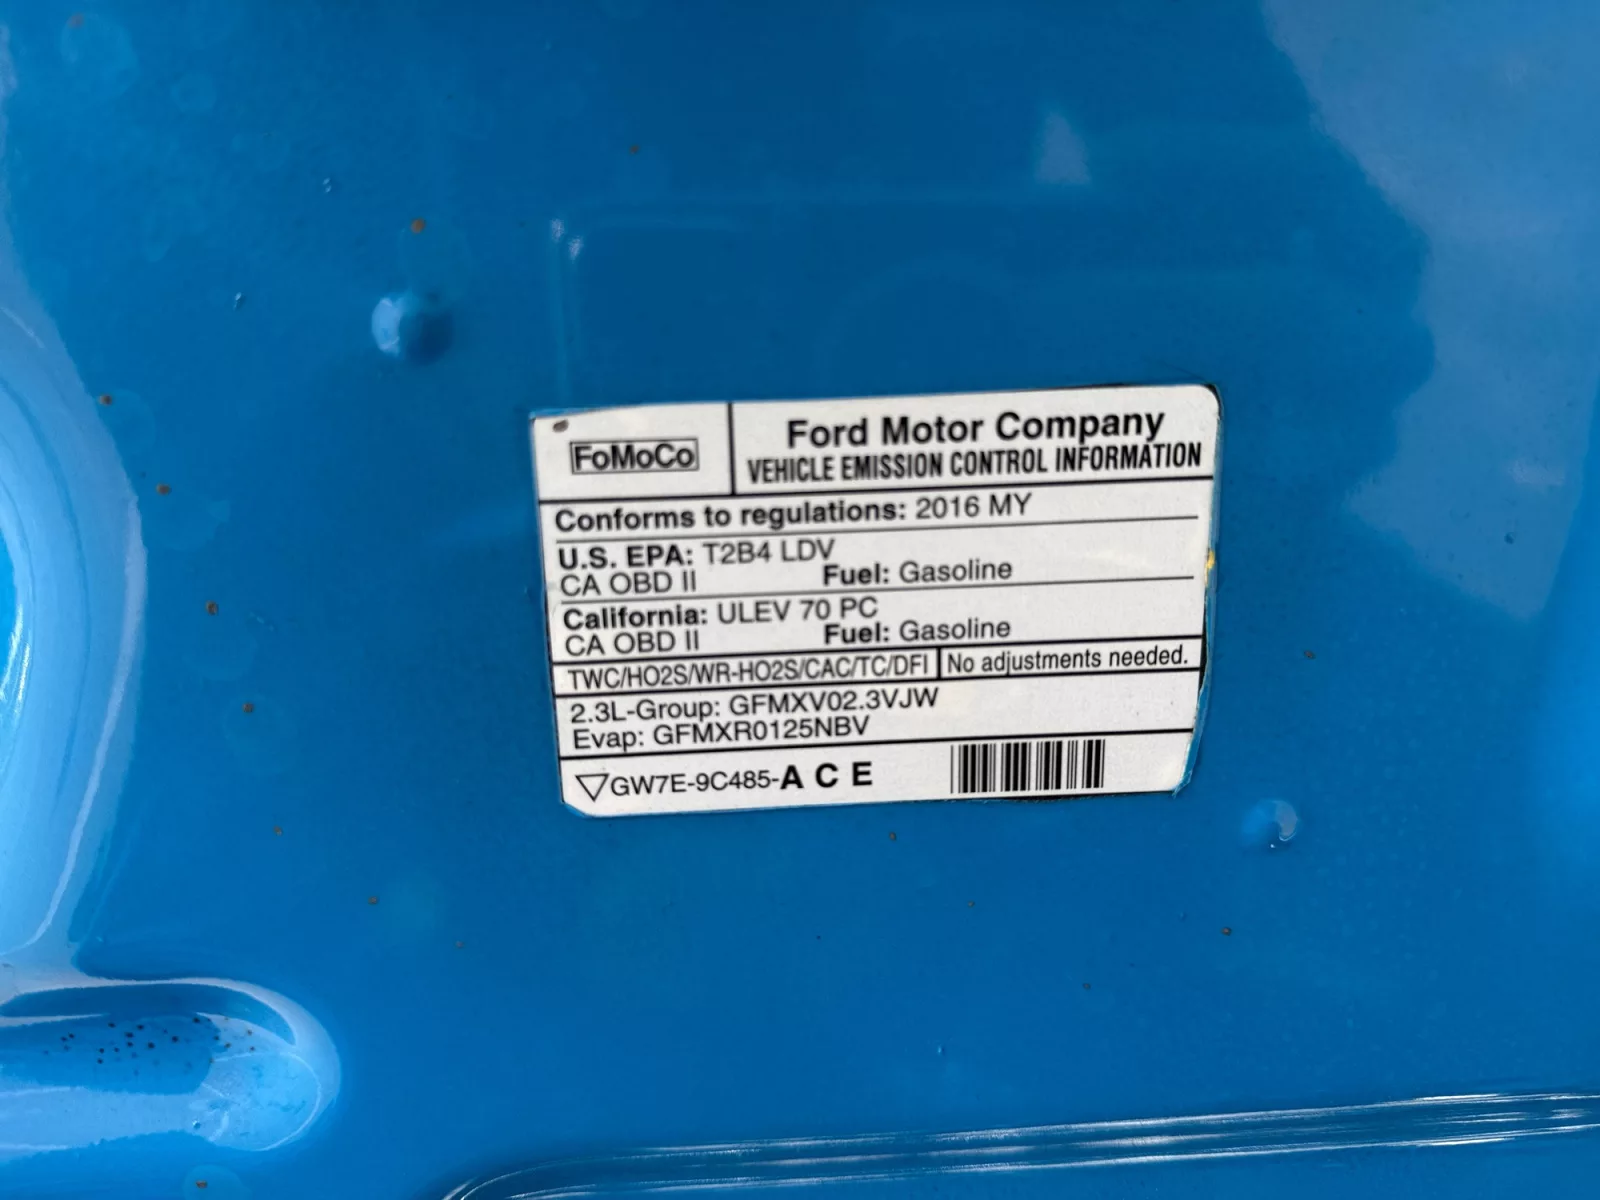 FoMoCo
Ford Motor Company
VEHICLE EMISSION CONTROL INFORMATION
Conforms to regulations: 2016 MY
U.S. EPA: T2B4 LDV
CA OBD II Fuel: Gasoline
California: ULEV 70 PC
CA OBD II Fuel: Gasoline
TWC/HO2S/WR-HO2S/CAC/TC/DFI No adjustments needed.
2.3L-Group: GFMXV02.3VJW
Evap: GFMXR0125NBV
GW7E-9C485-A C E